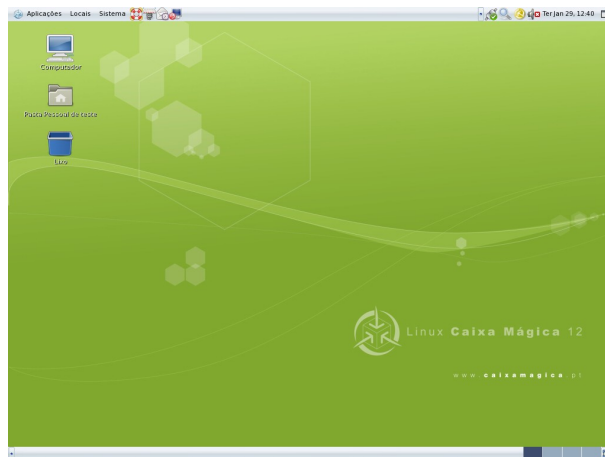 Aplicações Locais Sistema
Ter Jan 29, 12:40
Computador
Pasta Pessoal de teste
Lixo
Linux Caixa Mágica 12
www.caixamagica.pt